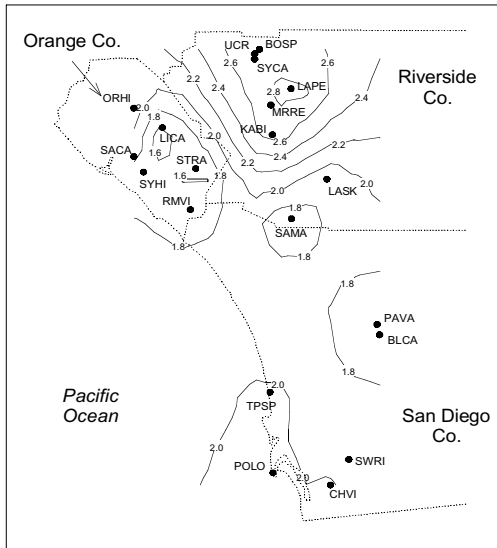 Orange Co.
UCR
BOSP
SYCA
2.2
2.4
2.6
2.6
2.8
LAPE
Riverside
Co.
ORHI
2.0
1.8
MRRE
2.4
KABI
LICA
2.0
2.2
2.2
2.4
2.6
SACA
1.6
STRA
SYHI
1.6
1.8
2.0
2.0
LASK
RMVI
1.8
SAMA
1.8
1.8
PAVA
BLCA
1.8
Pacific
Ocean
2.0
TPSP
San Diego
Co.
2.0
SWRI
POLO
2.0
CHVI